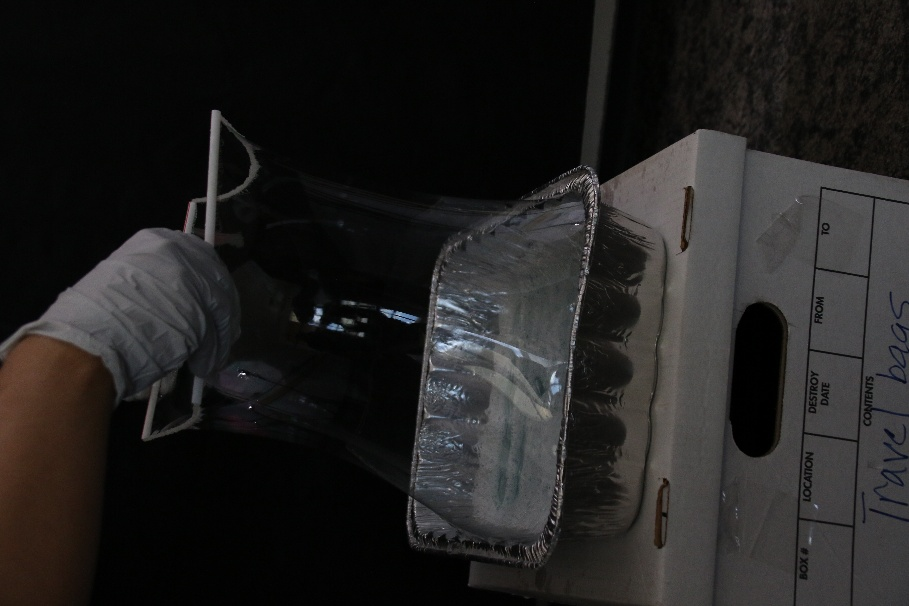 TO
FROM
DESTROY
DATE
LOCATION
BOX #
CONTENTS
Travel bags